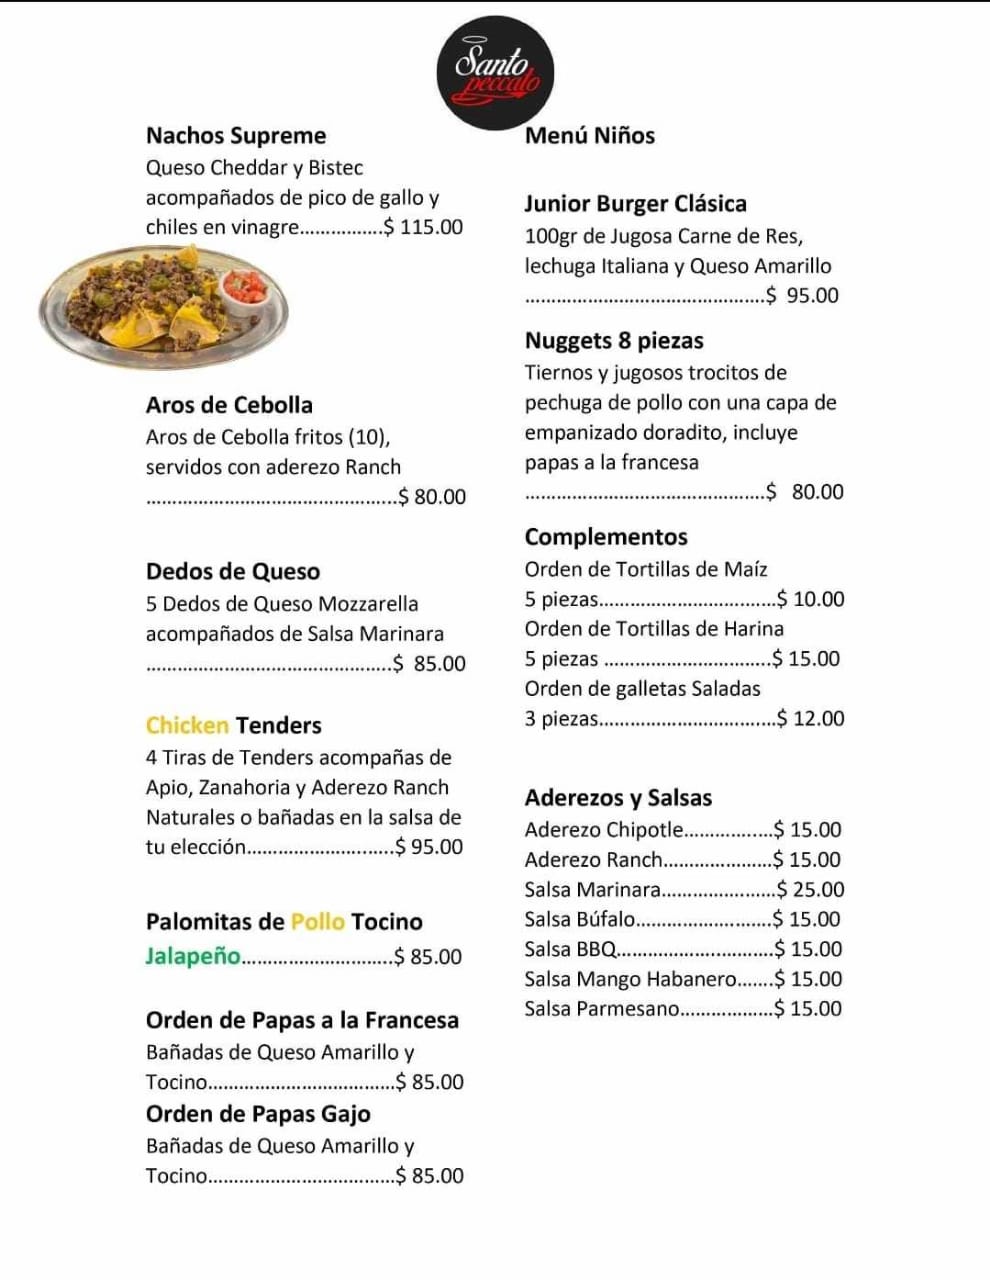 Santo
peccato
Nachos Supreme
Queso Cheddar y Bistec
acompañados de pico de gallo y
chiles en vinagre................$ 115.00
Aros de Cebolla
Aros de Cebolla fritos (10),
servidos con aderezo Ranch
................................................$ 80.00
Dedos de Queso
5 Dedos de Queso Mozzarella
acompañados de Salsa Marinara
...............................................$ 85.00
Chicken Tenders
4 Tiras de Tenders acompañas de
Apio, Zanahoria y Aderezo Ranch
Naturales o bañadas en la salsa de
tu elección............................$ 95.00
Palomitas de Pollo Tocino
Jalapeño.............................$ 85.00
Orden de Papas a la Francesa
Bañadas de Queso Amarillo y
Tocino....................................$ 85.00
Orden de Papas Gajo
Bañadas de Queso Amarillo y
Tocino....................................$ 85.00
Menú Niños
Junior Burger Clásica
100gr de Jugosa Carne de Res,
lechuga Italiana y Queso Amarillo
..............................................$ 95.00
Nuggets 8 piezas
Tiernos y jugosos trocitos de
pechuga de pollo con una capa de
empanizado doradito, incluye
papas a la francesa
..............................................$ 80.00
Complementos
Orden de Tortillas de Maíz
5 piezas..................................$ 10.00
Orden de Tortillas de Harina
5 piezas ................................$ 15.00
Orden de galletas Saladas
3 piezas..................................$ 12.00
Aderezos y Salsas
Aderezo Chipotle.................$ 15.00
Aderezo Ranch.....................$ 15.00
Salsa Marinara......................$ 25.00
Salsa Búfalo..........................$ 15.00
Salsa BBQ..............................$ 15.00
Salsa Mango Habanero.......$ 15.00
Salsa Parmesano..................$ 15.00